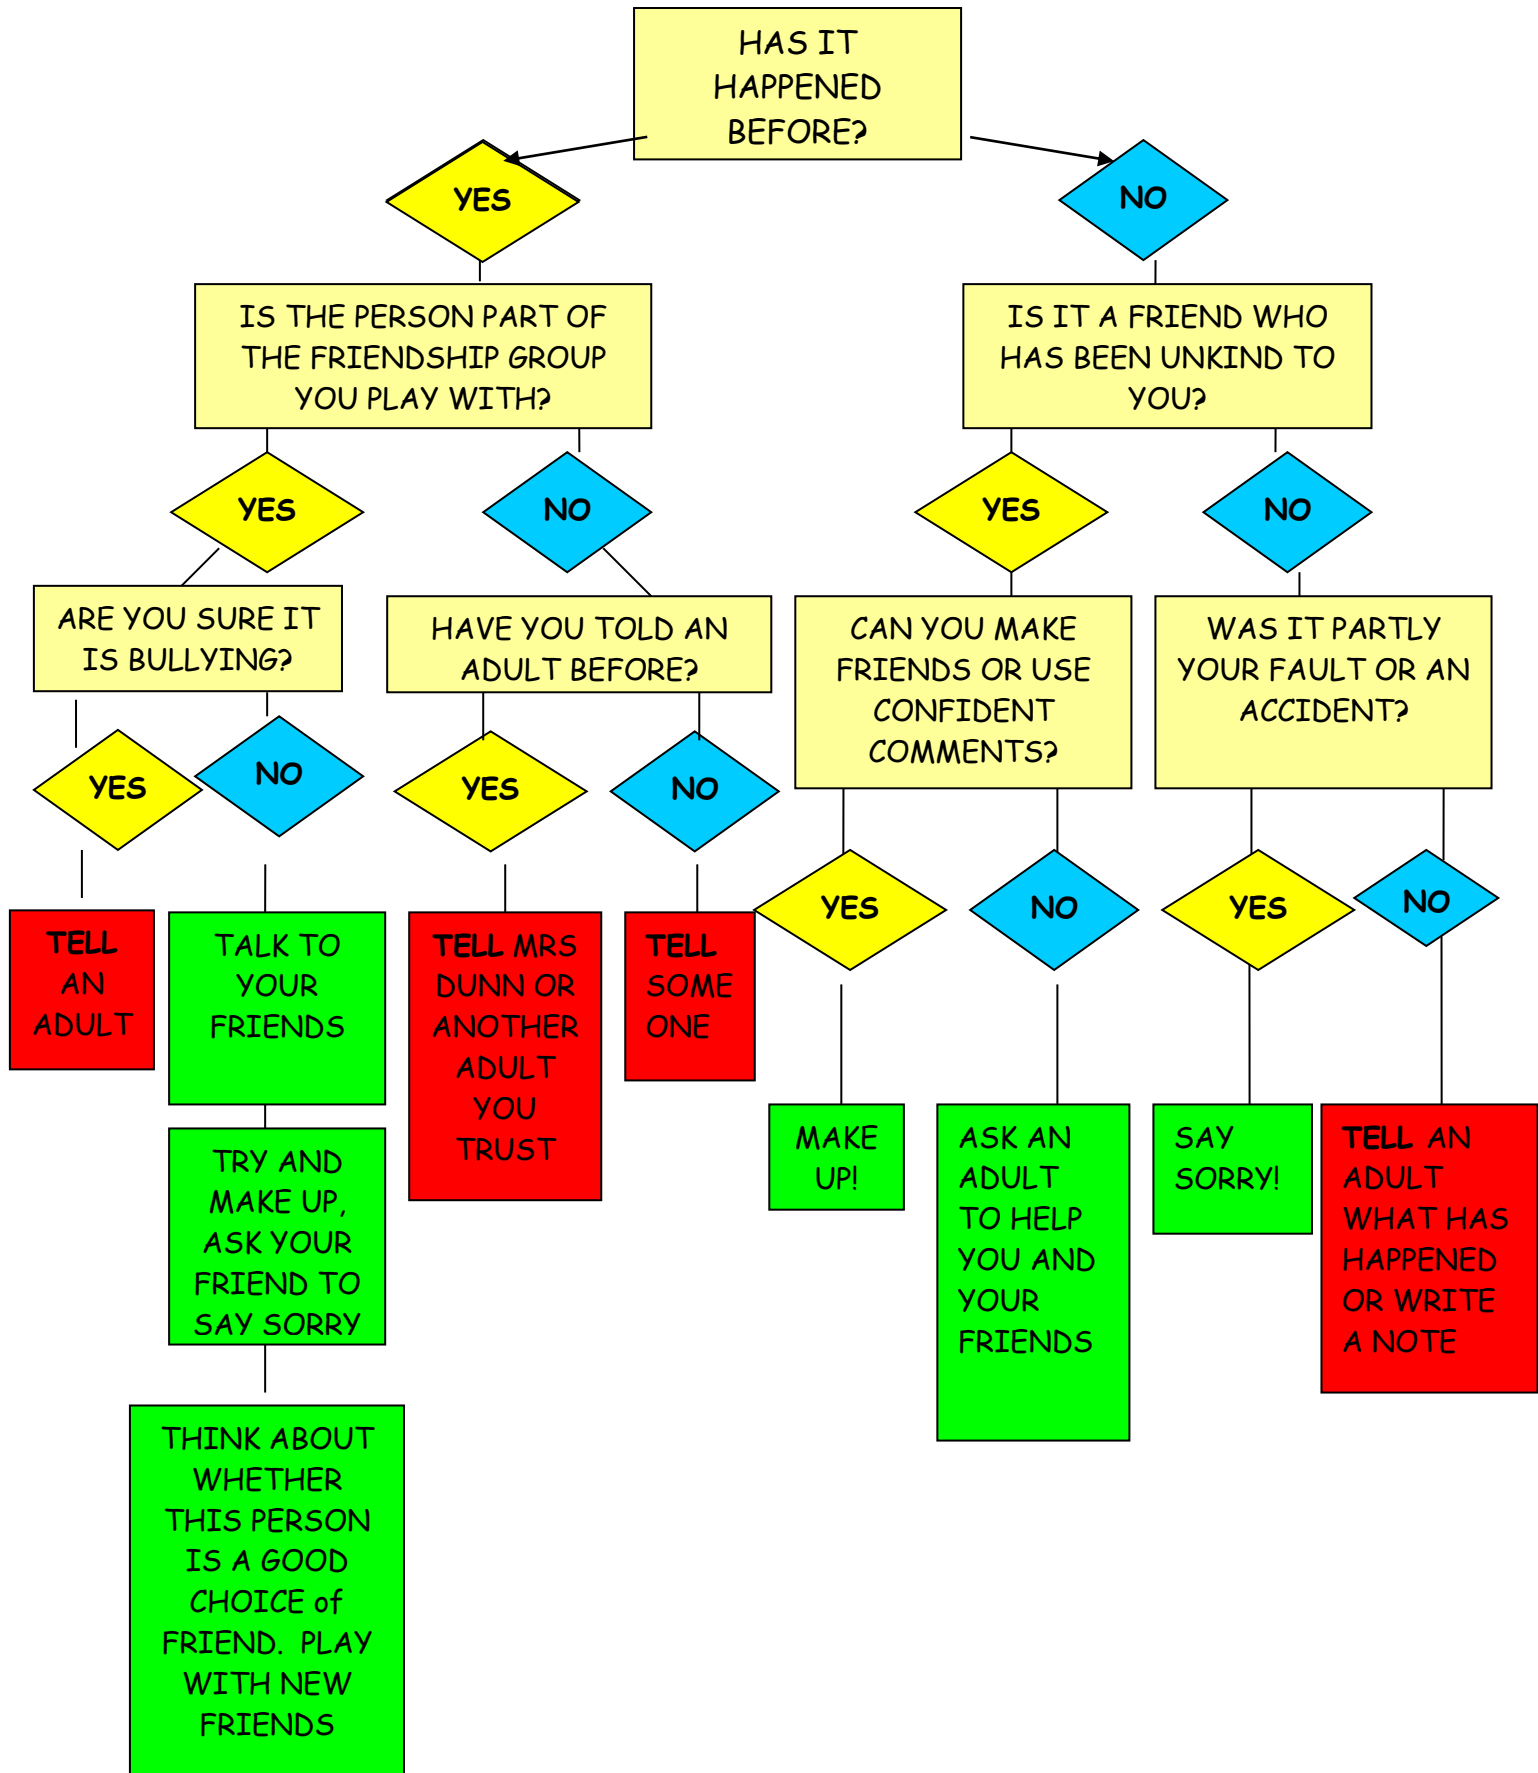 HAS IT
HAPPENED
BEFORE?
YES
NO
IS THE PERSON PART OF
THE FRIENDSHIP GROUP
YOU PLAY WITH?
IS IT A FRIEND WHO
HAS BEEN UNKIND TO
YOU?
YES
NO
YES
NO
ARE YOU SURE IT
IS BULLYING?
HAVE YOU TOLD AN
ADULT BEFORE?
CAN YOU MAKE
FRIENDS OR USE
CONFIDENT
COMMENTS?
WAS IT PARTLY
YOUR FAULT OR AN
ACCIDENT?
YES
NO
YES
NO
YES
NO
YES
NO
TELL
AN
ADULT
TALK TO
YOUR
FRIENDS
TELL MRS
DUNN OR
ANOTHER
ADULT
YOU
TRUST
TELL
SOME
ONE
MAKE
UP!
ASK AN
ADULT
TO HELP
YOU AND
YOUR
FRIENDS
SAY
SORRY!
TELL AN
ADULT
WHAT HAS
HAPPENED
OR WRITE
A NOTE
TRY AND
MAKE UP,
ASK YOUR
FRIEND TO
SAY SORRY
THINK ABOUT
WHETHER
THIS PERSON
IS A GOOD
CHOICE of
FRIEND. PLAY
WITH NEW
FRIENDS